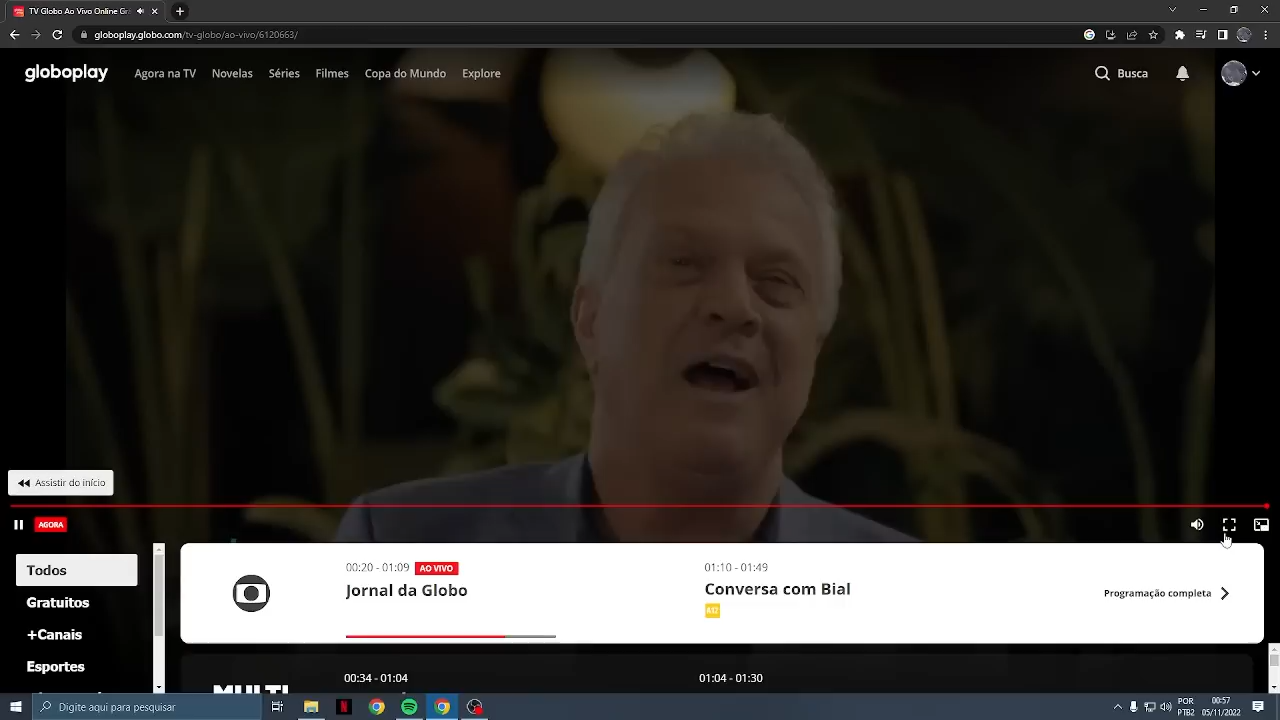 TV Globo Ao Vivo Online Gra
globoplay.globo.com/tv-globo/ao-vivo/6120663/
globoplay
Agora na TV
Novelas
Séries
Filmes
Copa do Mundo
Explore
Busca
Assistir do início
AGORA
Todos
Gratuitos
+Canais
Esportes
00:20 - 01:09 AO VIVO
Jornal da Globo
01:10 - 01:49
Conversa com Bial
A12
Programação completa
MULTI
00:34 - 01:04
01:04 - 01:30
Digite aqui para pesquisar
N
POR
PTB2
00:57
05/11/2022